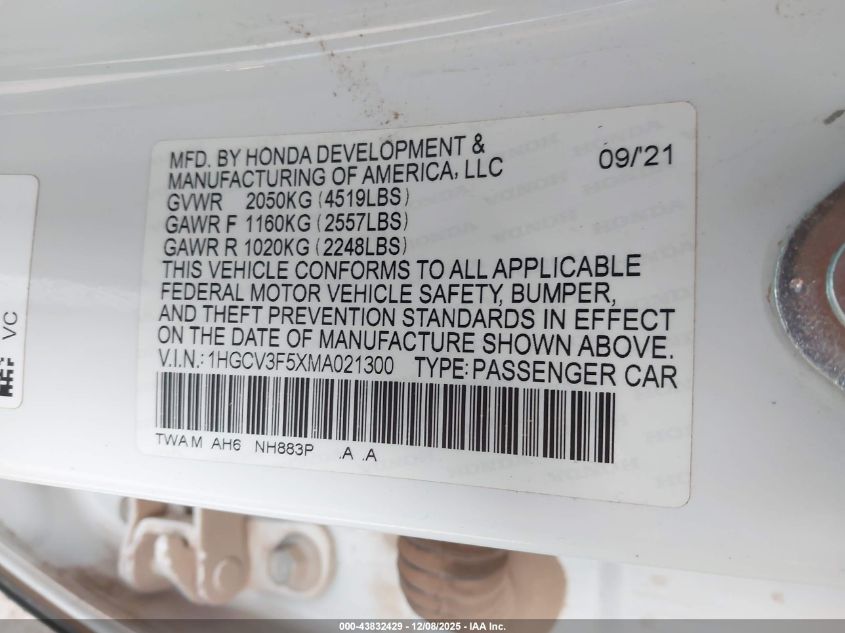 MFD. BY HONDA DEVELOPMENT & 09/'21
MANUFACTURING OF AMERICA, LLC
GVWR 2050KG (4519LBS)
GAWR F 1160KG (2557LBS)
GAWR R 1020KG (2248LBS)
THIS VEHICLE CONFORMS TO ALL APPLICABLE
FEDERAL MOTOR VEHICLE SAFETY, BUMPER,
AND THEFT PREVENTION STANDARDS IN EFFECT
ON THE DATE OF MANUFACTURE SHOWN ABOVE.
V.I.N.: 1HGCV3F5XMA021300 TYPE: PASSENGER CAR
TWA M AH6 NH883P .A .A
VC
000-43832429 - 12/08/2025 - IAA Inc.